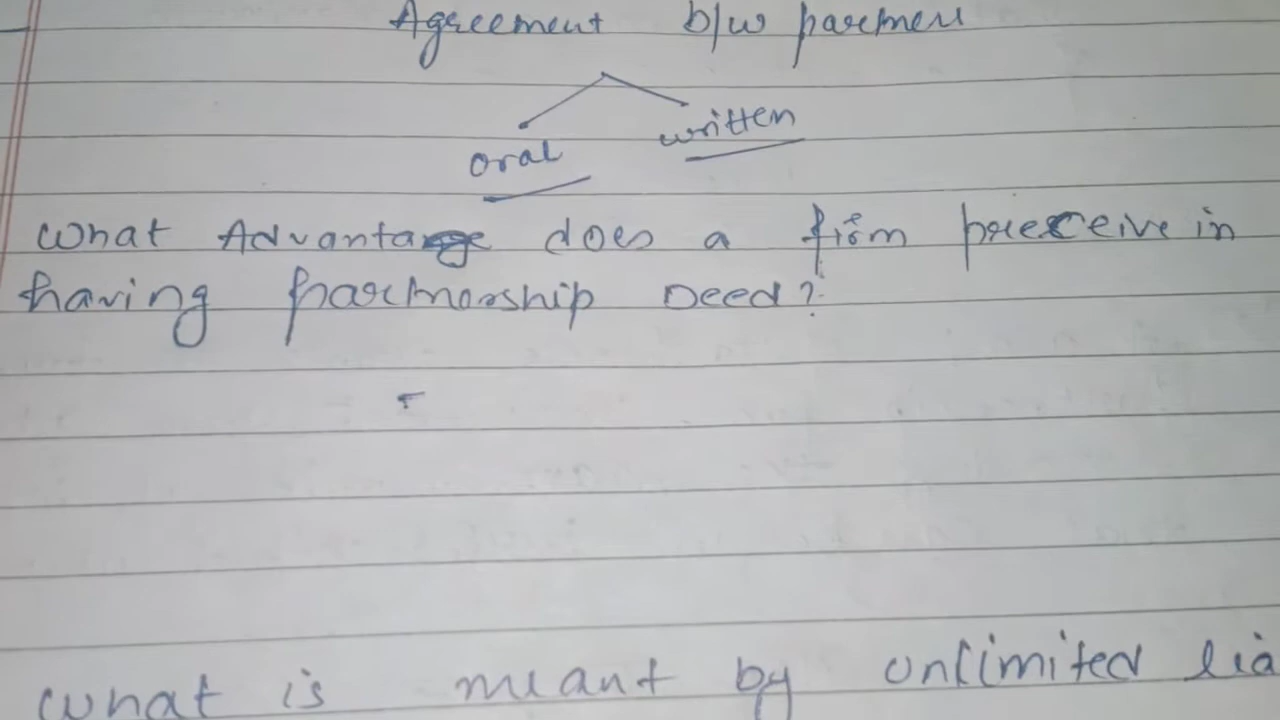 Agreement b/w partners
oral written
What Advantage does a firm preceive in
having partnership Deed?
What is meant by unlimited lia